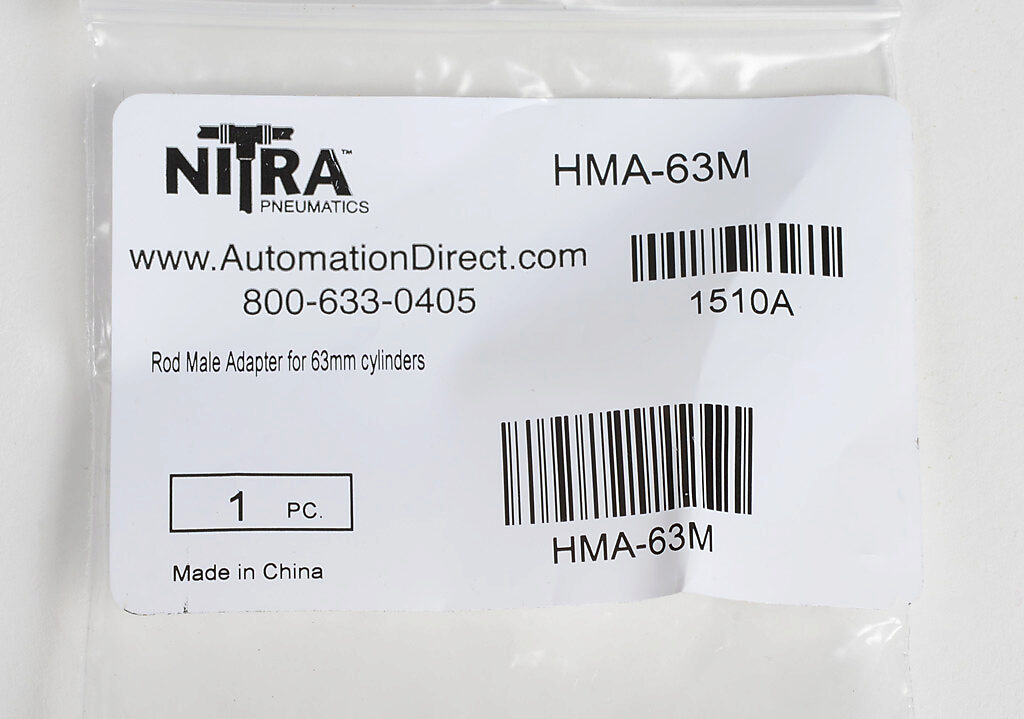 NITRA™
PNEUMATICS
HMA-63M
www.AutomationDirect.com
800-633-0405
1510A
Rod Male Adapter for 63mm cylinders
1 PC.
HMA-63M
Made in China